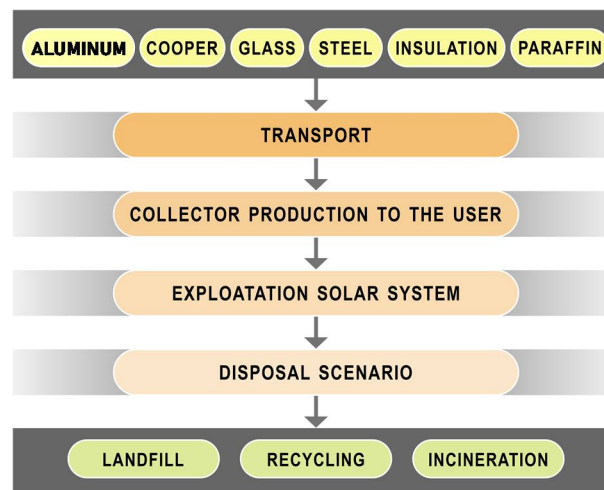 ALUMINUM COOPER GLASS STEEL INSULATION PARAFFIN
TRANSPORT
COLLECTOR PRODUCTION TO THE USER
EXPLOATATION SOLAR SYSTEM
DISPOSAL SCENARIO
LANDFILL RECYCLING INCINERATION